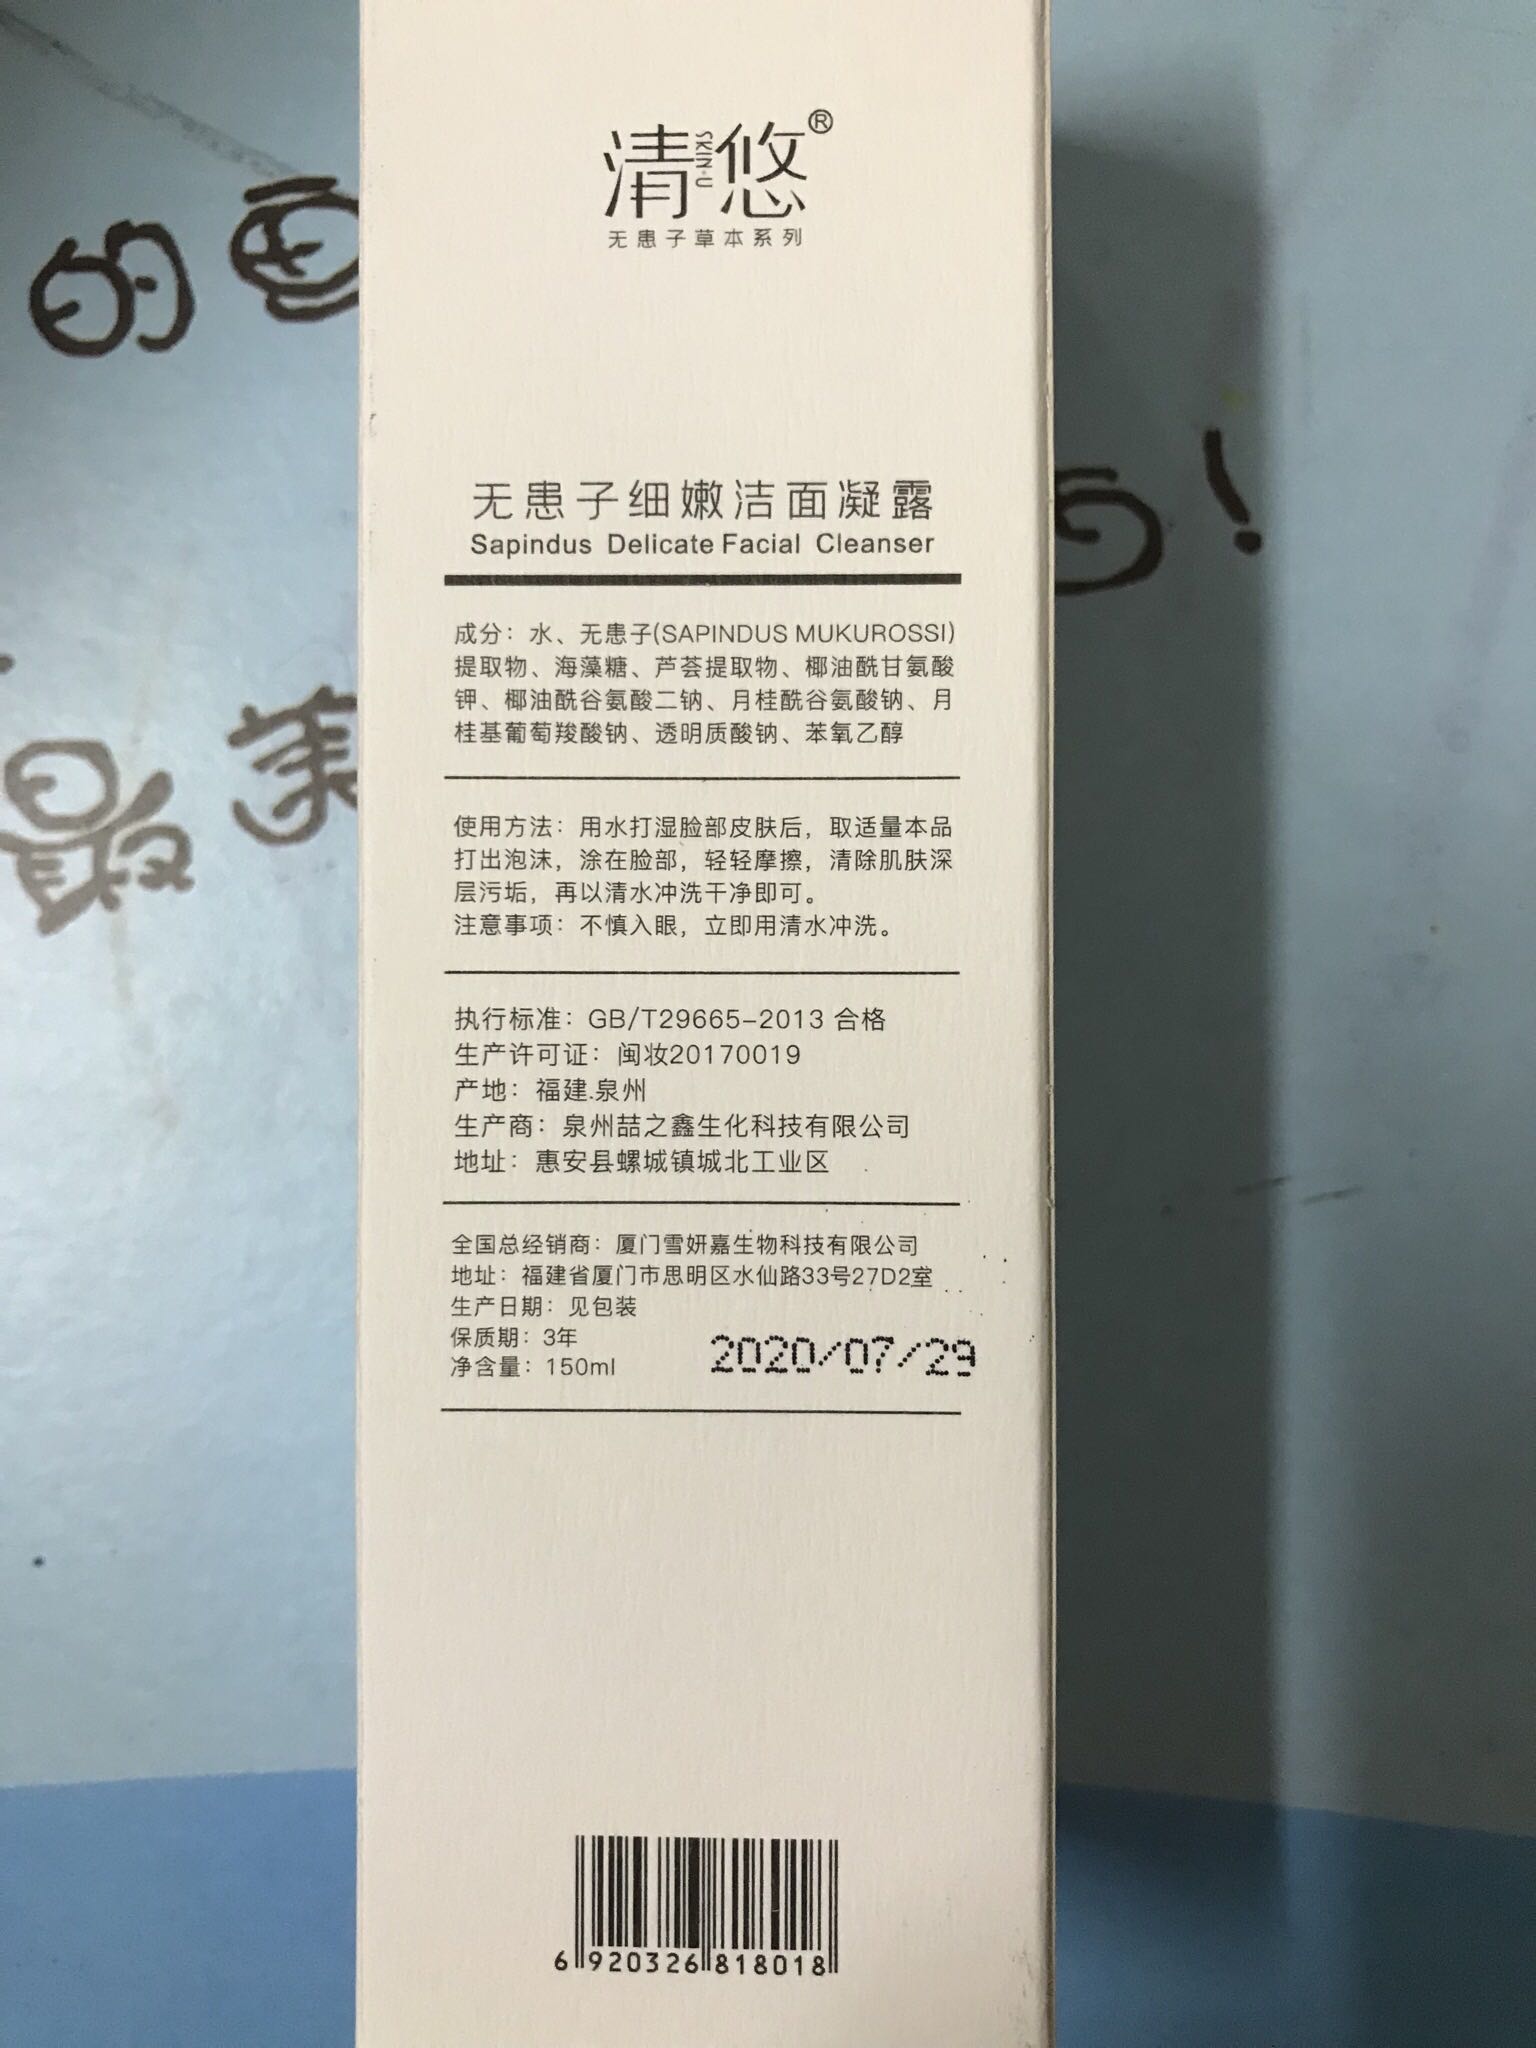 清悠®
SKIN·U
无患子草本系列
的
最美
!
无患子细嫩洁面凝露
Sapindus Delicate Facial Cleanser
成分：水、无患子(SAPINDUS MUKUROSSI)
提取物、海藻糖、芦荟提取物、椰油酰甘氨酸
钾、椰油酰谷氨酸二钠、月桂酰谷氨酸钠、月
桂基葡萄羧酸钠、透明质酸钠、苯氧乙醇
使用方法：用水打湿脸部皮肤后，取适量本品
打出泡沫，涂在脸部，轻轻摩擦，清除肌肤深
层污垢，再以清水冲洗干净即可。
注意事项：不慎入眼，立即用清水冲洗。
执行标准：GB/T29665-2013 合格
生产许可证：闽妆20170019
产地：福建.泉州
生产商：泉州喆之鑫生化科技有限公司
地址：惠安县螺城镇城北工业区
全国总经销商：厦门雪妍嘉生物科技有限公司
地址：福建省厦门市思明区水仙路33号27D2室
生产日期：见包装
保质期：3年
净含量：150ml
2020/07/29
6 920326 818018